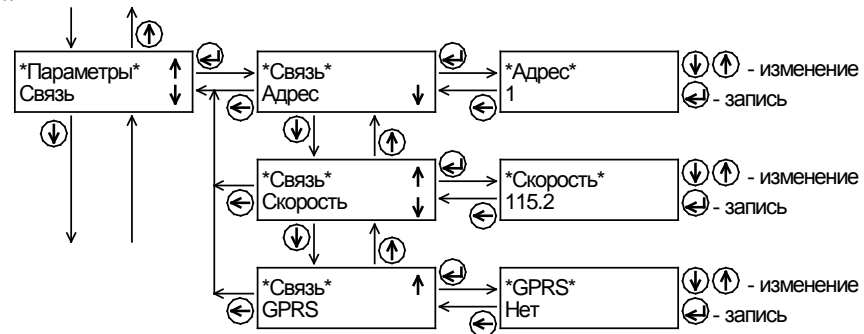 *Параметры*
Связь
*Связь*
Адрес
*Адрес*
1
- изменение
- запись
*Связь*
Скорость
*Скорость*
115.2
- изменение
- запись
*Связь*
GPRS
*GPRS*
Нет
- изменение
- запись